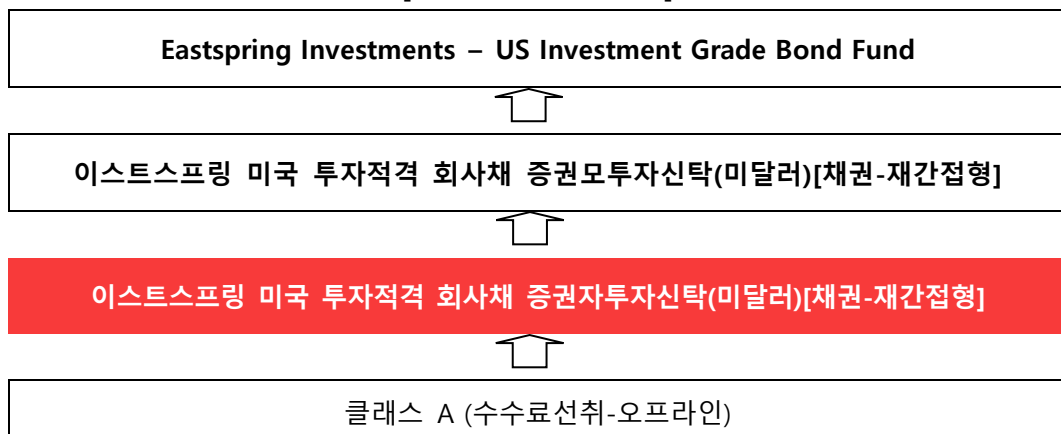 Eastspring Investments – US Investment Grade Bond Fund
이스트스프링 미국 투자적격 회사채 증권모투자신탁(미달러)[채권-재간접형]
이스트스프링 미국 투자적격 회사채 증권자투자신탁(미달러)[채권-재간접형]
클래스 A (수수료선취-오프라인)